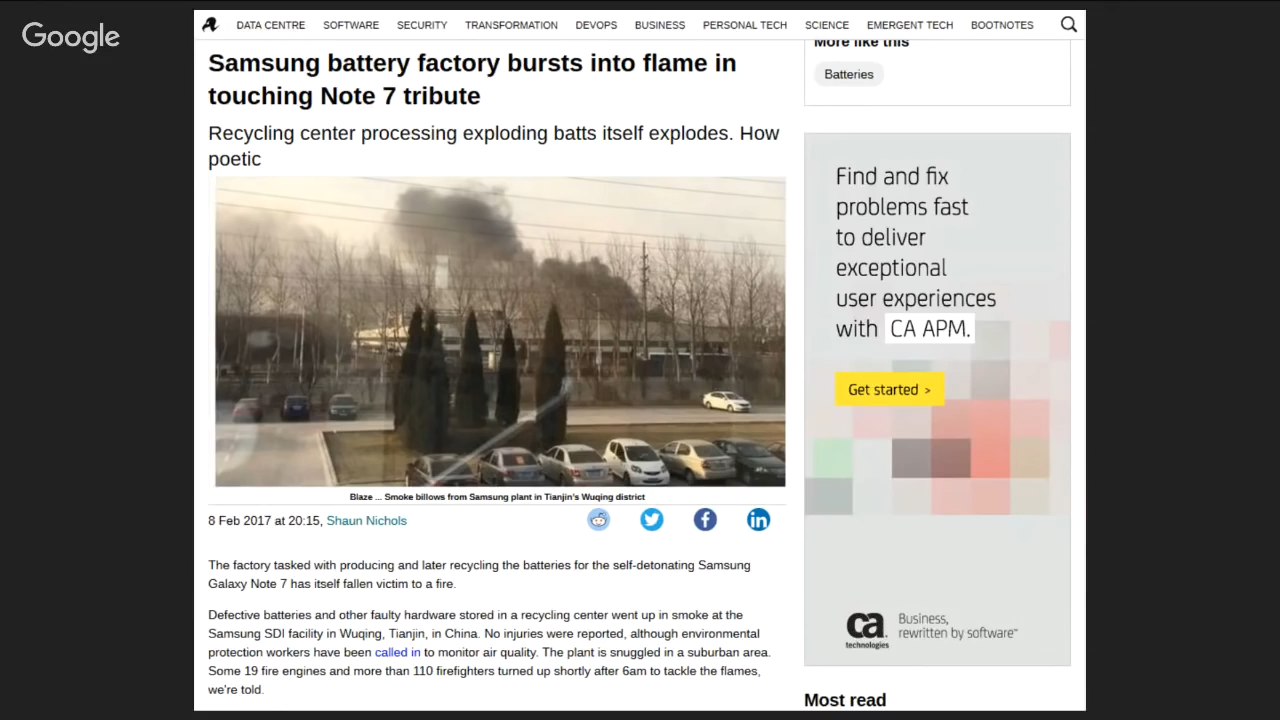 Google
DATA CENTRE SOFTWARE SECURITY TRANSFORMATION DEVOPS BUSINESS PERSONAL TECH SCIENCE EMERGENT TECH BOOTNOTES
Samsung battery factory bursts into flame in
touching Note 7 tribute
Recycling center processing exploding batts itself explodes. How
poetic
Blaze ... Smoke billows from Samsung plant in Tianjin's Wuqing district
8 Feb 2017 at 20:15, Shaun Nichols
in
The factory tasked with producing and later recycling the batteries for the self-detonating Samsung
Galaxy Note 7 has itself fallen victim to a fire.
Defective batteries and other faulty hardware stored in a recycling center went up in smoke at the
Samsung SDI facility in Wuqing, Tianjin, in China. No injuries were reported, although environmental
protection workers have been called in to monitor air quality. The plant is snuggled in a suburban area.
Some 19 fire engines and more than 110 firefighters turned up shortly after 6am to tackle the flames,
we're told.
More like this
Batteries
Find and fix
problems fast
to deliver
exceptional
user experiences
with CA APM.
Get started >
ca
technologies
Business,
rewritten by software™
Most read